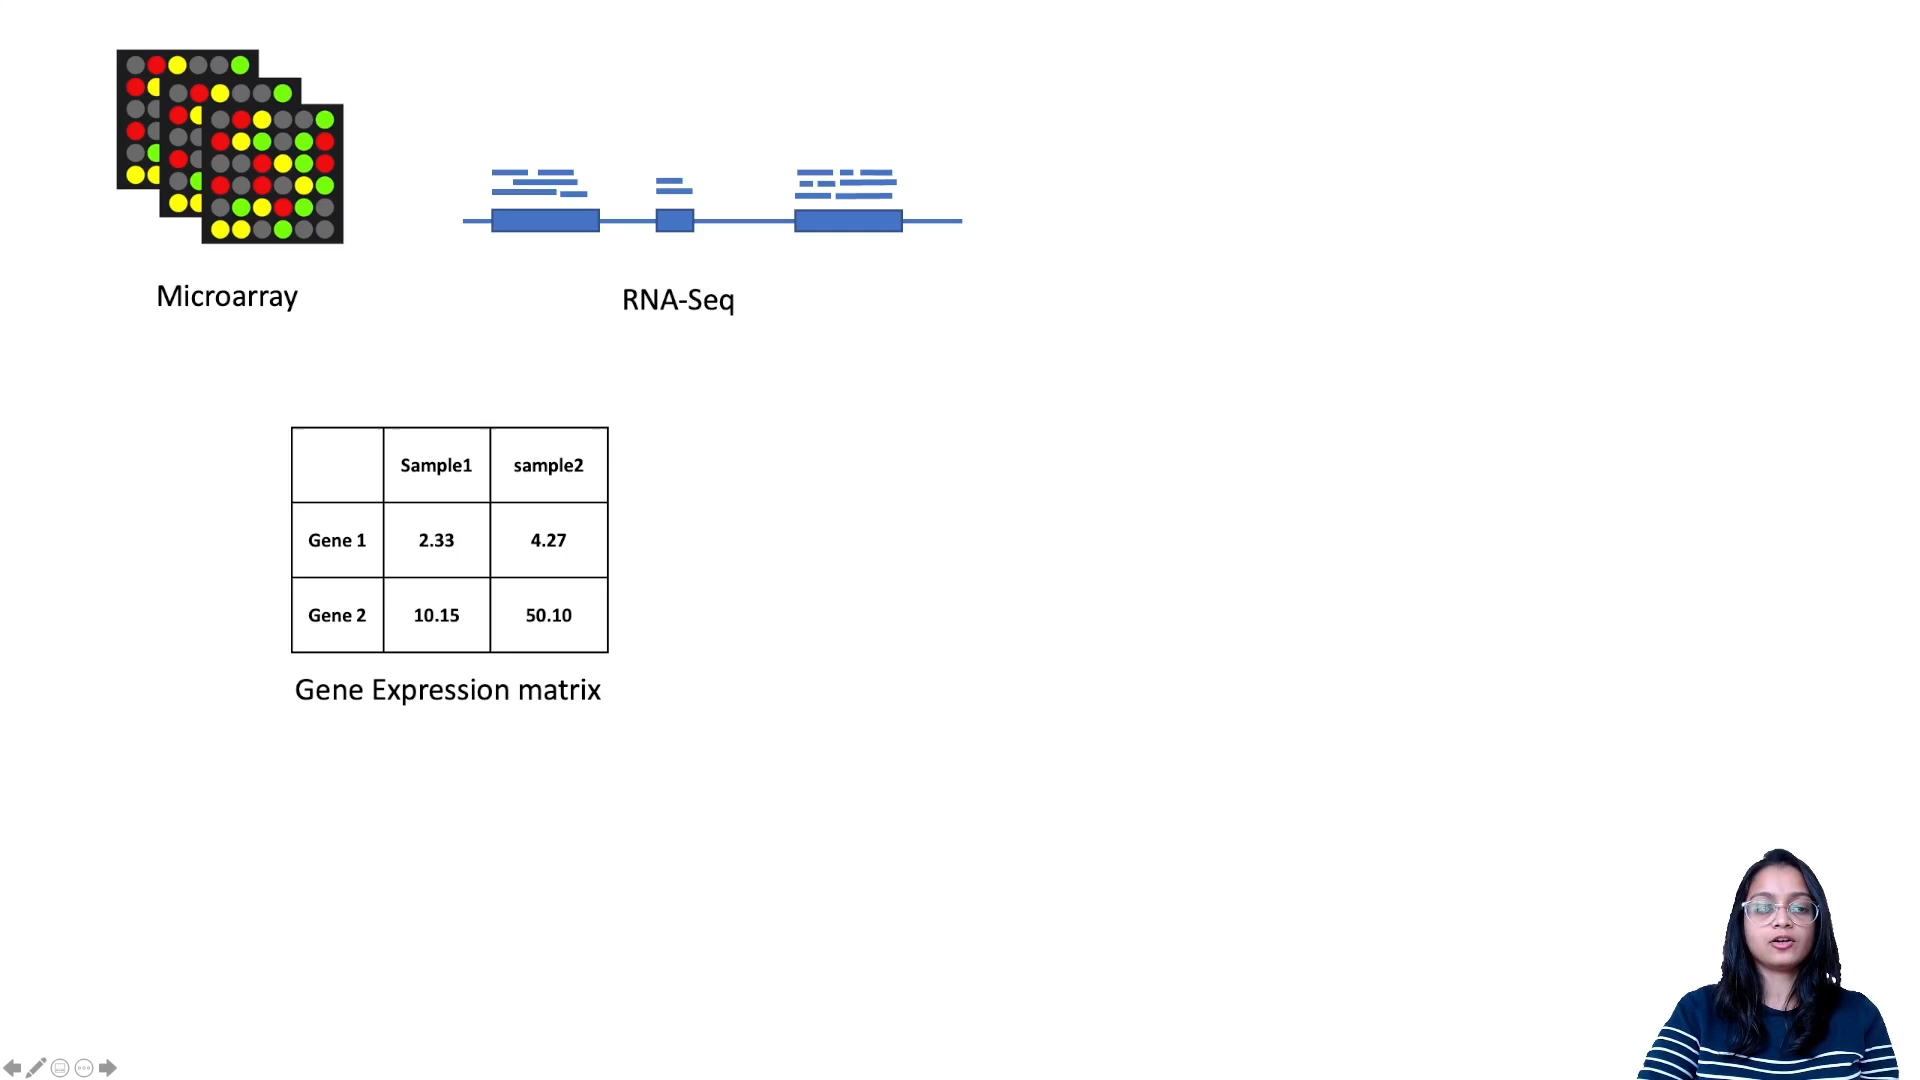 Microarray
RNA-Seq
Sample1 sample2
Gene 1 2.33 4.27
Gene 2 10.15 50.10
Gene Expression matrix